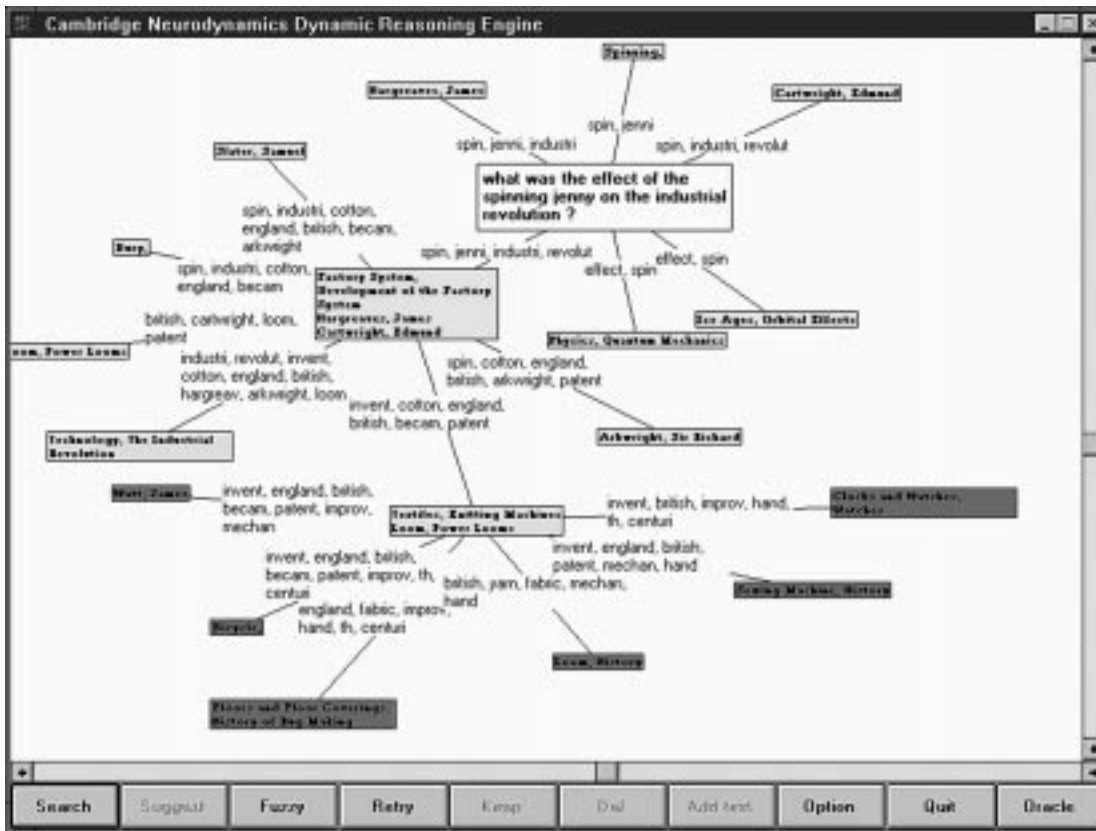 Cambridge Neurodynamics Dynamic Reasoning Engine
Spinning,
Hargreaves, James
Cartwright, Edmund
spin, jenni
spin, jenni, industri
spin, industri, revolut
Slater, Samuel
what was the effect of the
spinning jenny on the industrial
revolution ?
spin, industri, cotton,
england, british, becam,
arkwright
spin, jenni, industri, revolut
effect, spin
effect, spin
spin, industri, cotton,
england, becam
Factory System,
Development of the Factory
System
Hargreaves, James
Cartwright, Edmund
Ice Ages, Orbital Effects
british, cartwright, loom,
patent
Physics, Quantum Mechanics
oom, Power Looms
industri, revolut, invent,
cotton, england, british,
hargreav, arkwright, loom
spin, cotton, england,
british, arkwright, patent
invent, cotton, england,
british, becam, patent
Technology, The Industrial
Revolution
Arkwright, Sir Richard
Watt, James
invent, england, british,
becam, patent, improv,
mechan
Textiles, Knitting Machines
Loom, Power Looms
invent, british, improv, hand,
th, centuri
Clocks and Watches,
Watches
invent, england, british,
becam, patent, improv, th,
centuri
british, yarn, fabric, mechan,
hand
invent, england, british,
patent, mechan, hand
Sewing Machine, History
Bicycle,
england, fabric, improv,
hand, th, centuri
Loom, History
Floors and Floor Coverings,
History of Rug Making
Search
Suggest
Fuzzy
Retry
Keep
Del
Add text
Option
Quit
Oracle